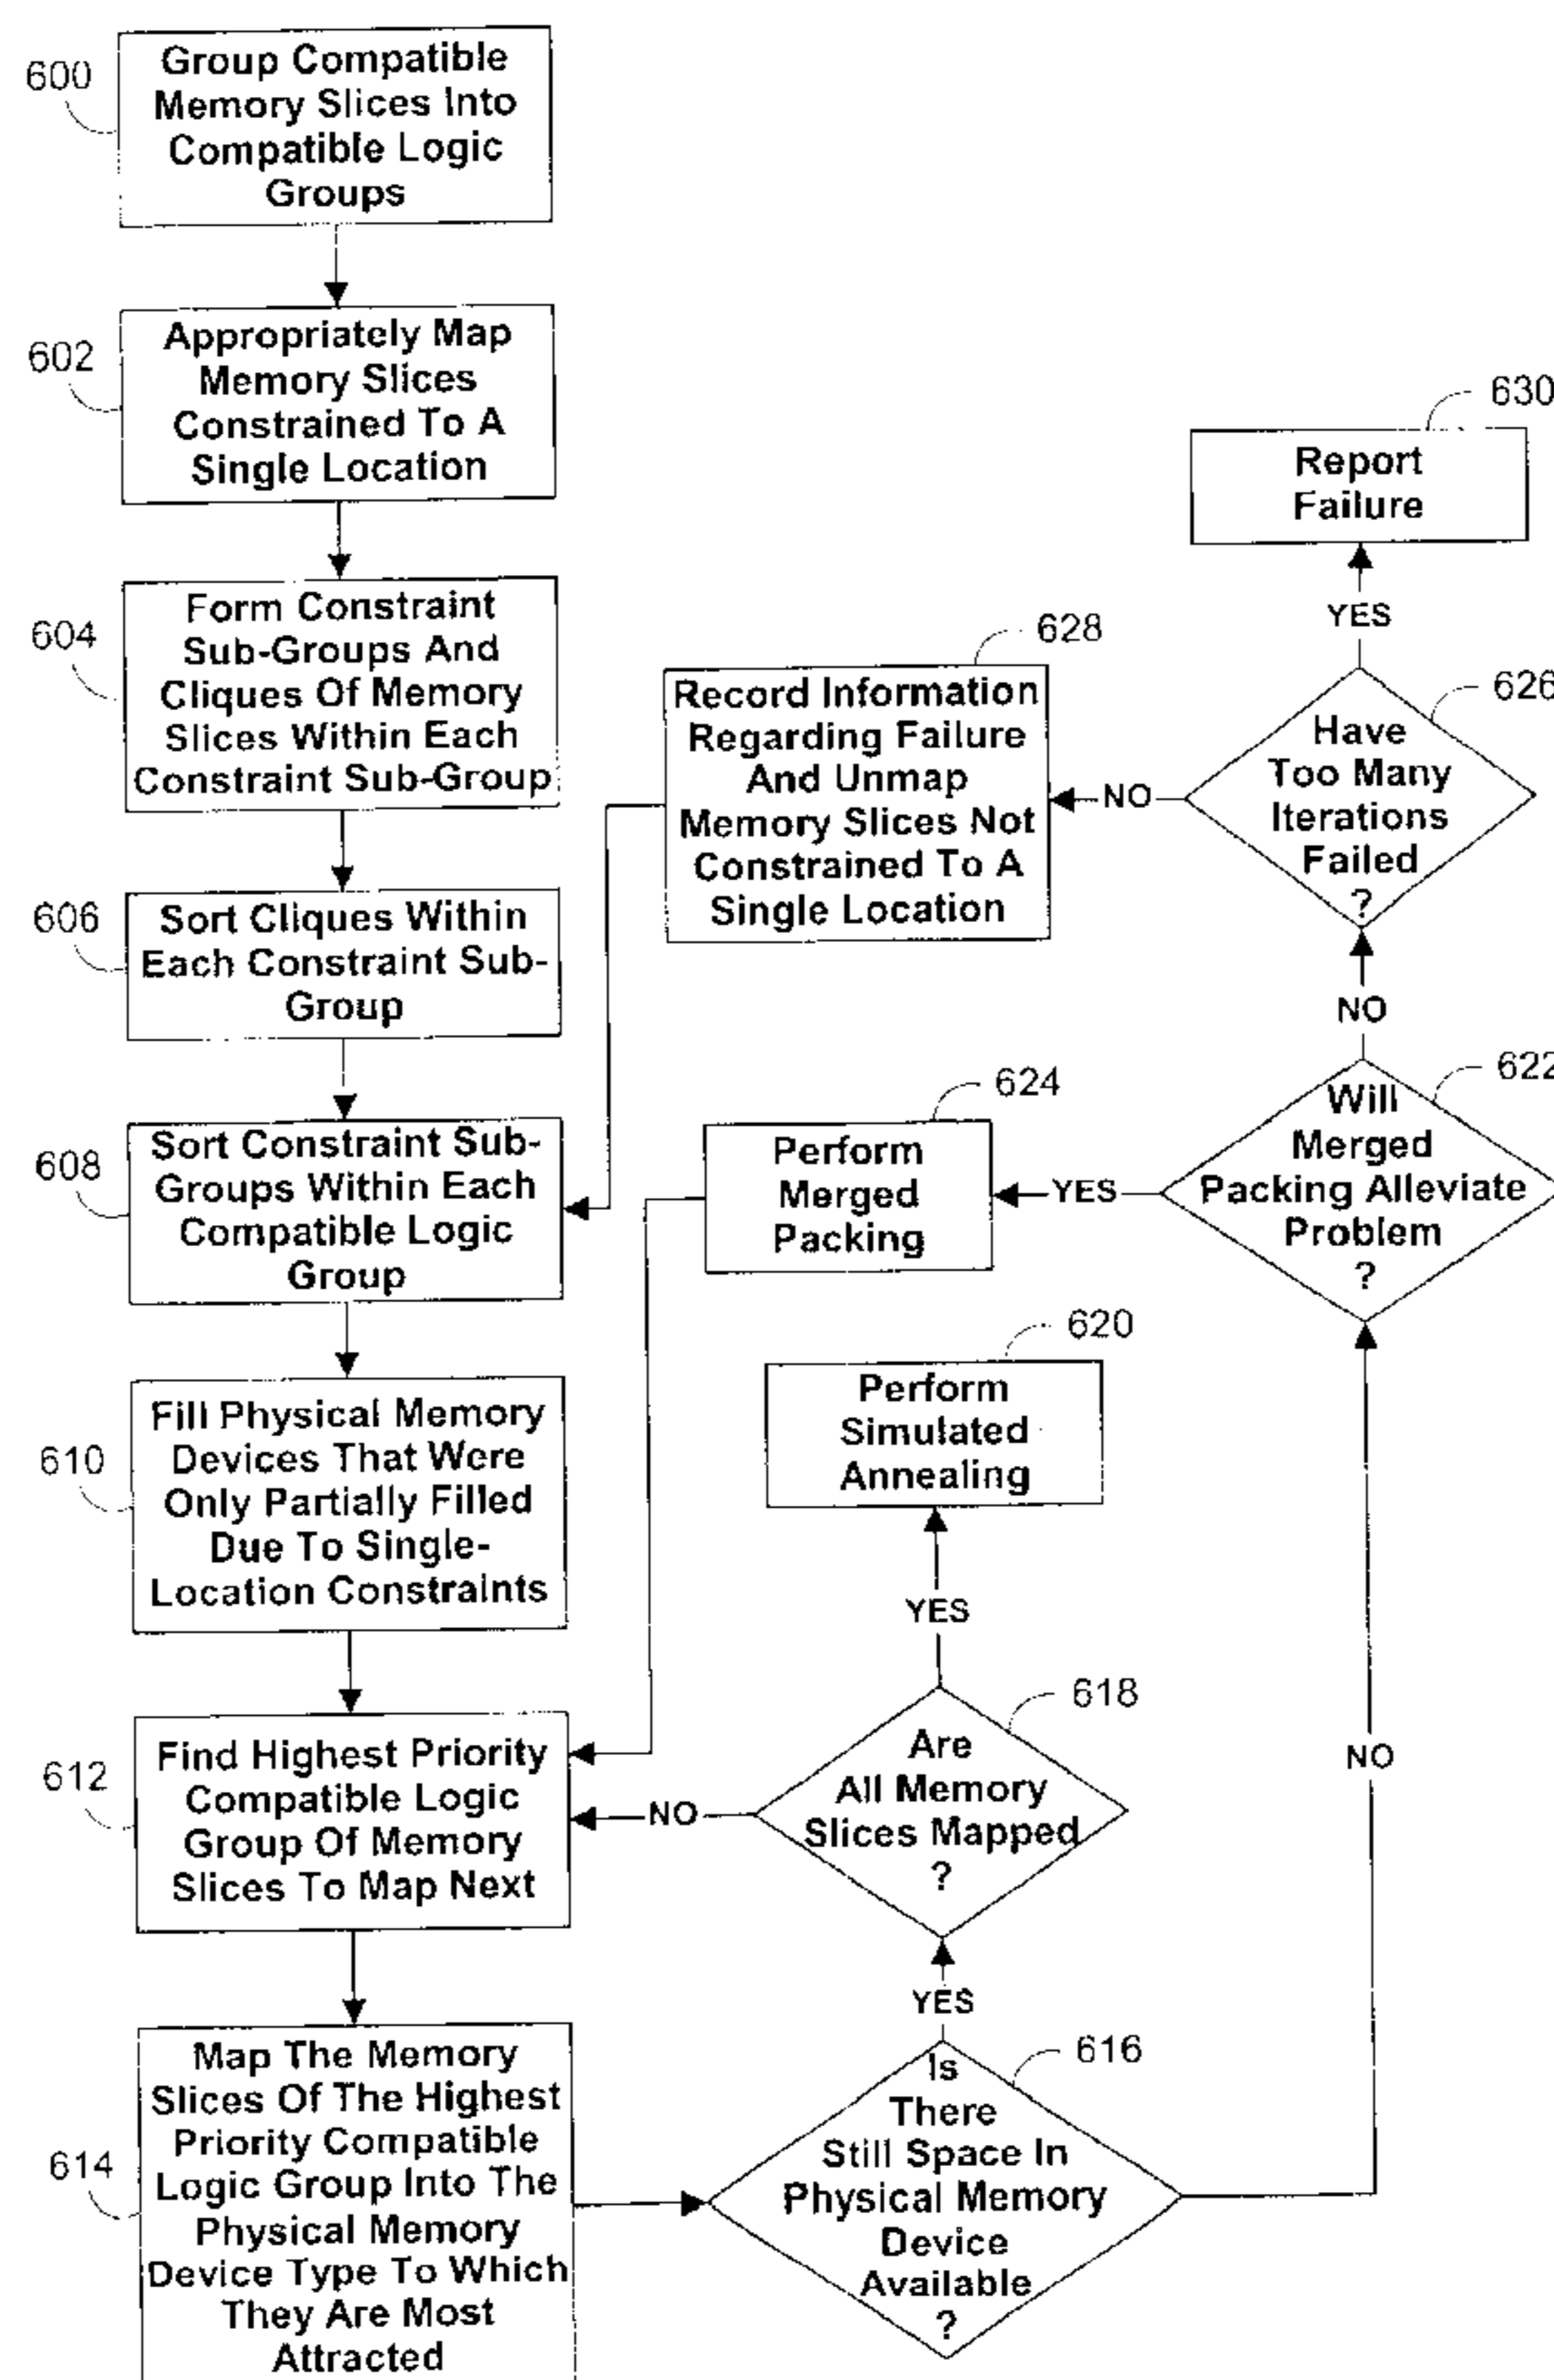 600
Group Compatible
Memory Slices Into
Compatible Logic
Groups
602
Appropriately Map
Memory Slices
Constrained To A
Single Location
604
Form Constraint
Sub-Groups And
Cliques Of Memory
Slices Within Each
Constraint Sub-Group
606
Sort Cliques Within
Each Constraint Sub-
Group
608
Sort Constraint Sub-
Groups Within Each
Compatible Logic
Group
610
Fill Physical Memory
Devices That Were
Only Partially Filled
Due To Single-
Location Constraints
612
Find Highest Priority
Compatible Logic
Group Of Memory
Slices To Map Next
614
Map The Memory
Slices Of The Highest
Priority Compatible
Logic Group Into The
Physical Memory
Device Type To Which
They Are Most
Attracted
616
Is
There
Still Space In
Physical Memory
Device
Available
?
YES
NO
618
Are
All Memory
Slices Mapped
?
NO
YES
620
Perform
Simulated
Annealing
622
Will
Merged
Packing Alleviate
Problem
?
YES
NO
624
Perform
Merged
Packing
626
Have
Too Many
Iterations
Failed
?
NO
YES
628
Record Information
Regarding Failure
And Unmap
Memory Slices Not
Constrained To A
Single Location
630
Report
Failure